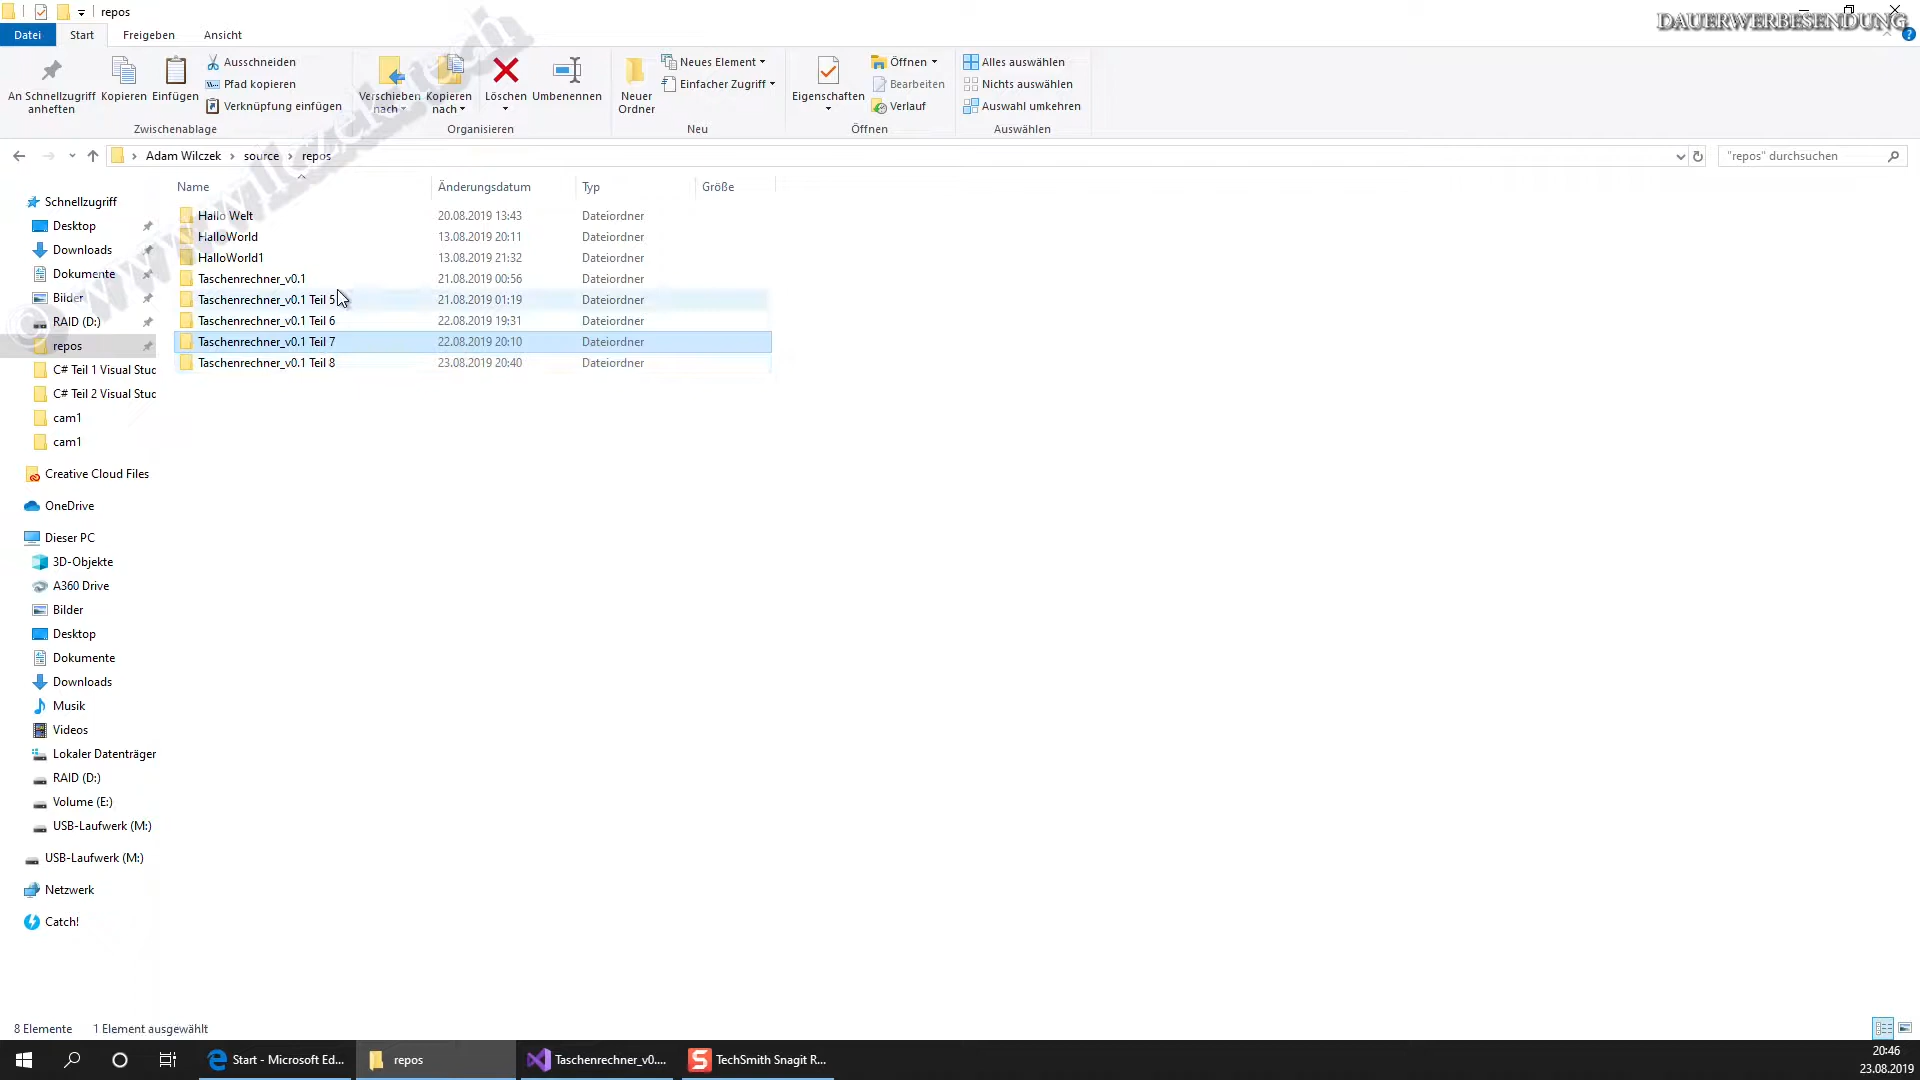 repos
DAUERWERBESENDUNG
Datei
Start
Freigeben
Ansicht
An Schnellzugriff
anheften
Kopieren
Einfügen
Ausschneiden
Pfad kopieren
Verknüpfung einfügen
Zwischenablage
Verschieben
nach
Kopieren
nach
Löschen
Umbenennen
Organisieren
Neuer
Ordner
Neues Element
Einfacher Zugriff
Neu
Eigenschaften
Öffnen
Bearbeiten
Verlauf
Öffnen
Alles auswählen
Nichts auswählen
Auswahl umkehren
Auswählen
Adam Wilczek
source
repos
"repos" durchsuchen
Name
Änderungsdatum
Typ
Größe
Hallo Welt 20.08.2019 13:43 Dateiordner
HalloWorld 13.08.2019 20:11 Dateiordner
HalloWorld1 13.08.2019 21:32 Dateiordner
Taschenrechner_v0.1 21.08.2019 00:56 Dateiordner
Taschenrechner_v0.1 Teil 5 21.08.2019 01:19 Dateiordner
Taschenrechner_v0.1 Teil 6 22.08.2019 19:31 Dateiordner
Taschenrechner_v0.1 Teil 7 22.08.2019 20:10 Dateiordner
Taschenrechner_v0.1 Teil 8 23.08.2019 20:40 Dateiordner
Schnellzugriff
Desktop
Downloads
Dokumente
Bilder
RAID (D:)
repos
C# Teil 1 Visual Stud
C# Teil 2 Visual Stud
cam1
cam1
Creative Cloud Files
OneDrive
Dieser PC
3D-Objekte
A360 Drive
Bilder
Desktop
Dokumente
Downloads
Musik
Videos
Lokaler Datenträger
RAID (D:)
Volume (E:)
USB-Laufwerk (M:)
USB-Laufwerk (M:)
Netzwerk
Catch!
8 Elemente
1 Element ausgewählt
Start - Microsoft Ed...
repos
Taschenrechner_v0....
TechSmith Snagit R...
20:46
23.08.2019